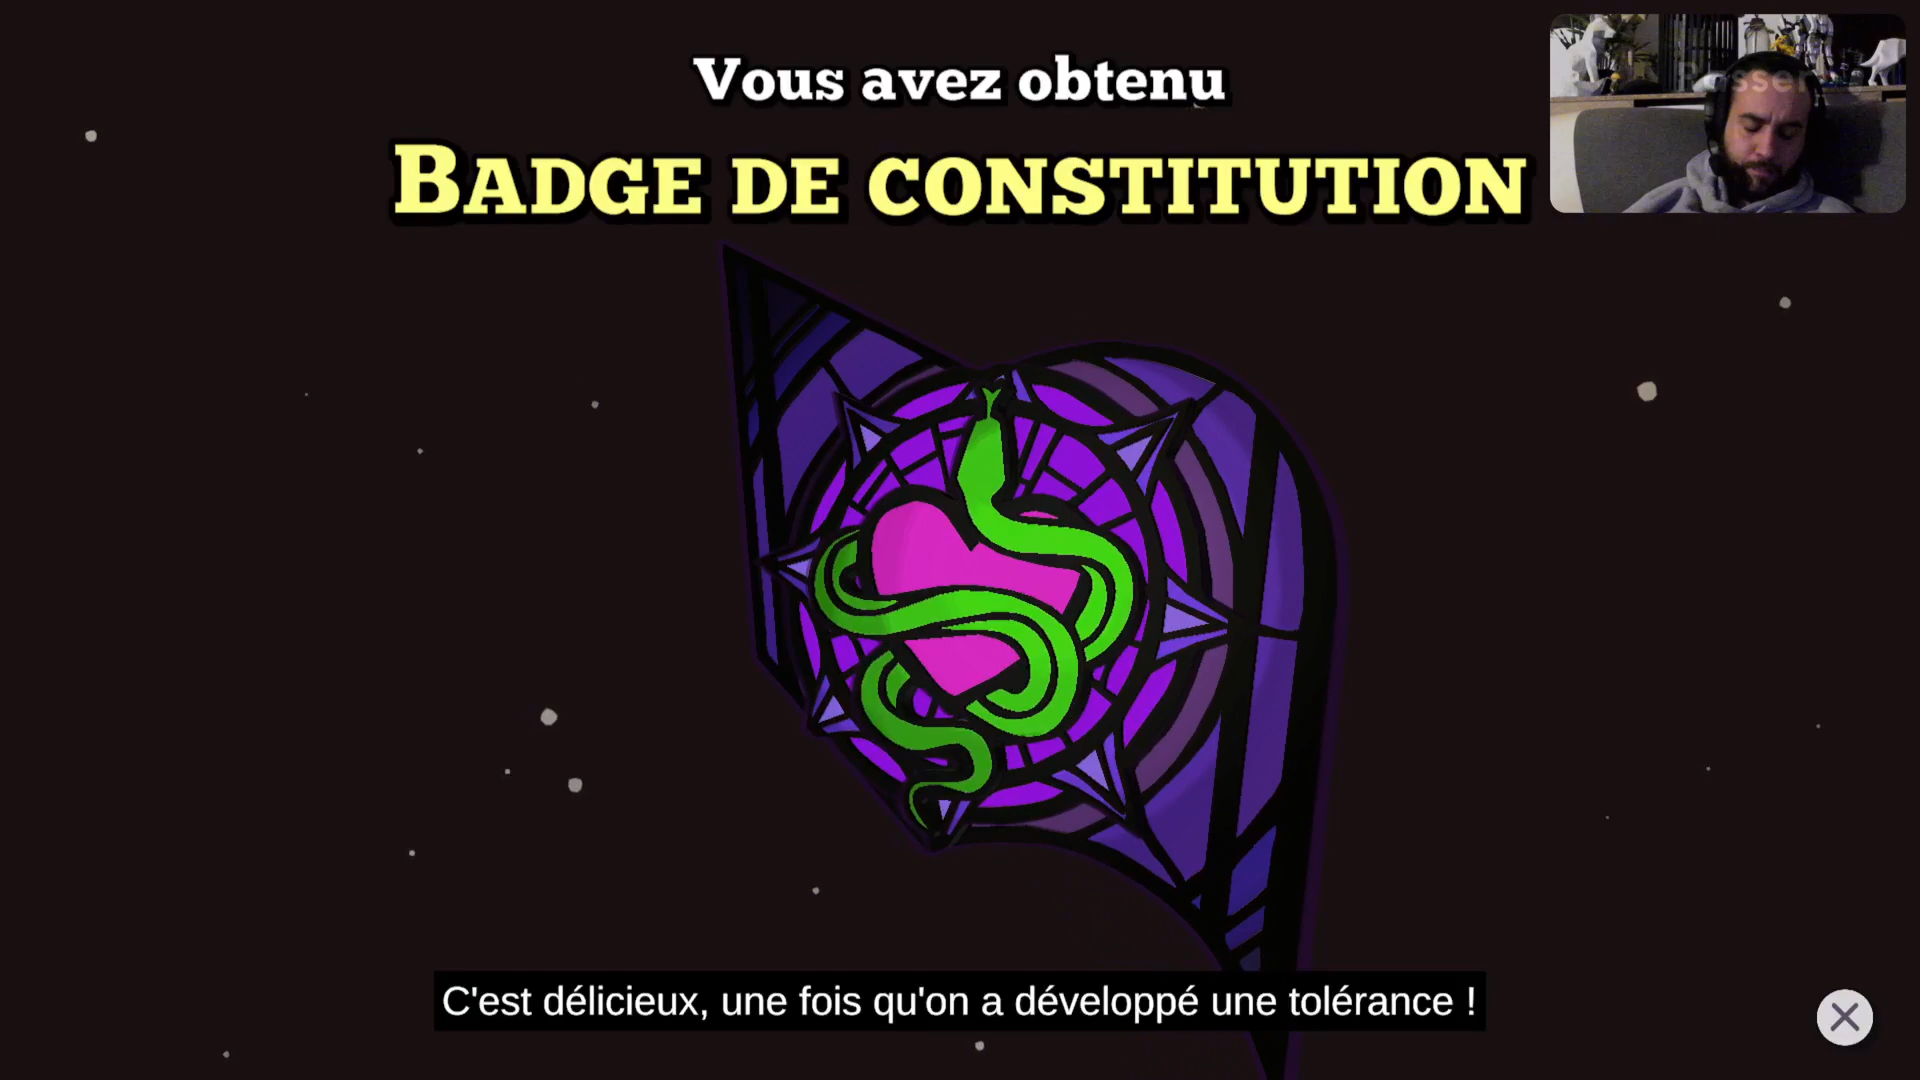 Vous avez obtenu
BADGE DE CONSTITUTION
C'est délicieux, une fois qu'on a développé une tolérance !